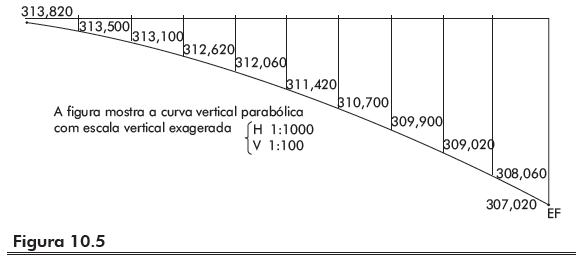 313,820
313,500
313,100
312,620
312,060
311,420
310,700
309,900
309,020
308,060
307,020 EF
A figura mostra a curva vertical parabólica
com escala vertical exagerada { H 1:1000
V 1:100
Figura 10.5